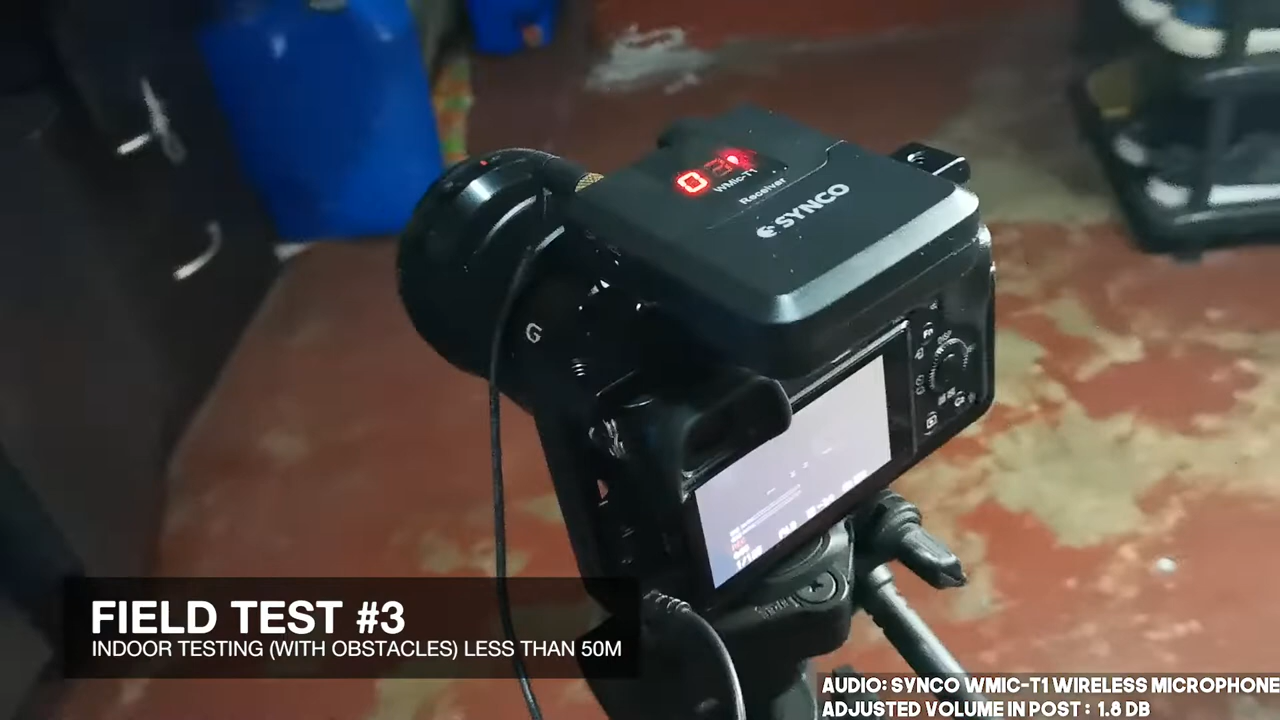 WMic-T1
Receiver
SYNCO
G
FIELD TEST #3
INDOOR TESTING (WITH OBSTACLES) LESS THAN 50M
AUDIO: SYNCO WMIC-T1 WIRELESS MICROPHONE
ADJUSTED VOLUME IN POST : 1.8 DB